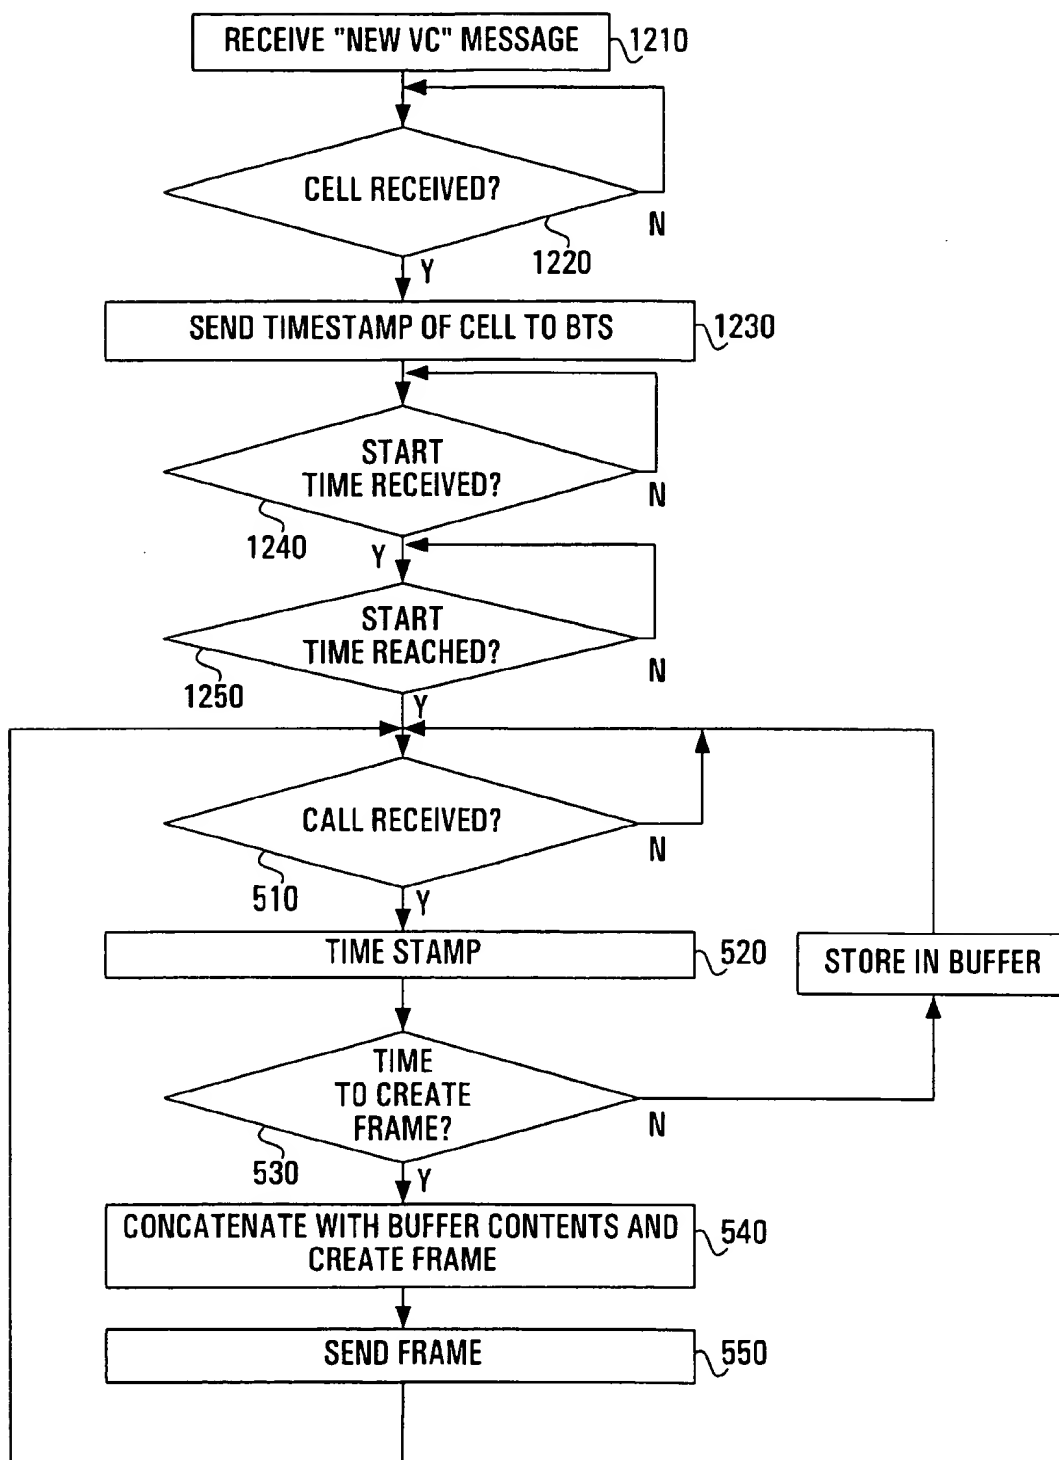 RECEIVE "NEW VC" MESSAGE
1210
CELL RECEIVED?
N
1220
Y
SEND TIMESTAMP OF CELL TO BTS
1230
START
TIME RECEIVED?
N
1240
Y
START
TIME REACHED?
N
1250
Y
CALL RECEIVED?
N
510
Y
TIME STAMP
520
STORE IN BUFFER
TIME
TO CREATE
FRAME?
N
530
Y
CONCATENATE WITH BUFFER CONTENTS AND
CREATE FRAME
540
SEND FRAME
550